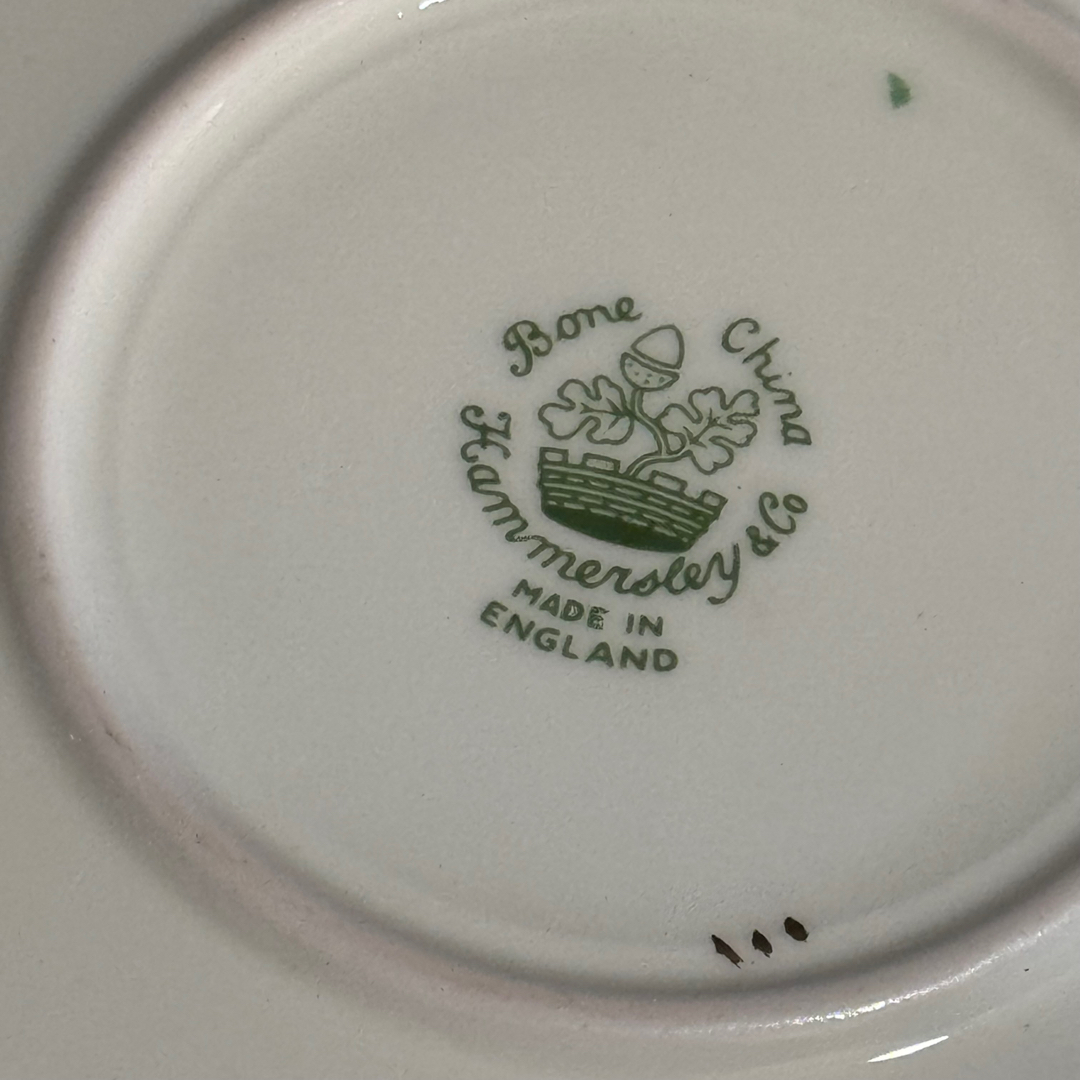 Bone China
Hammersley & Co
MADE IN
ENGLAND